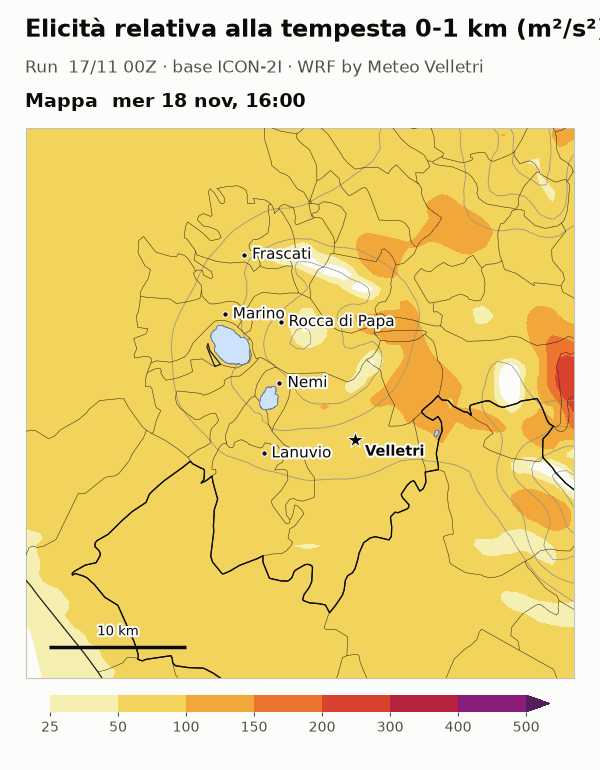 Elicità relativa alla tempesta 0-1 km (m²/s²)
Run 17/11 00Z · base ICON-2I · WRF by Meteo Velletri
Mappa mer 18 nov, 16:00
Frascati
Marino
Rocca di Papa
Nemi
Velletri
Lanuvio
10 km
25 50 100 150 200 300 400 500